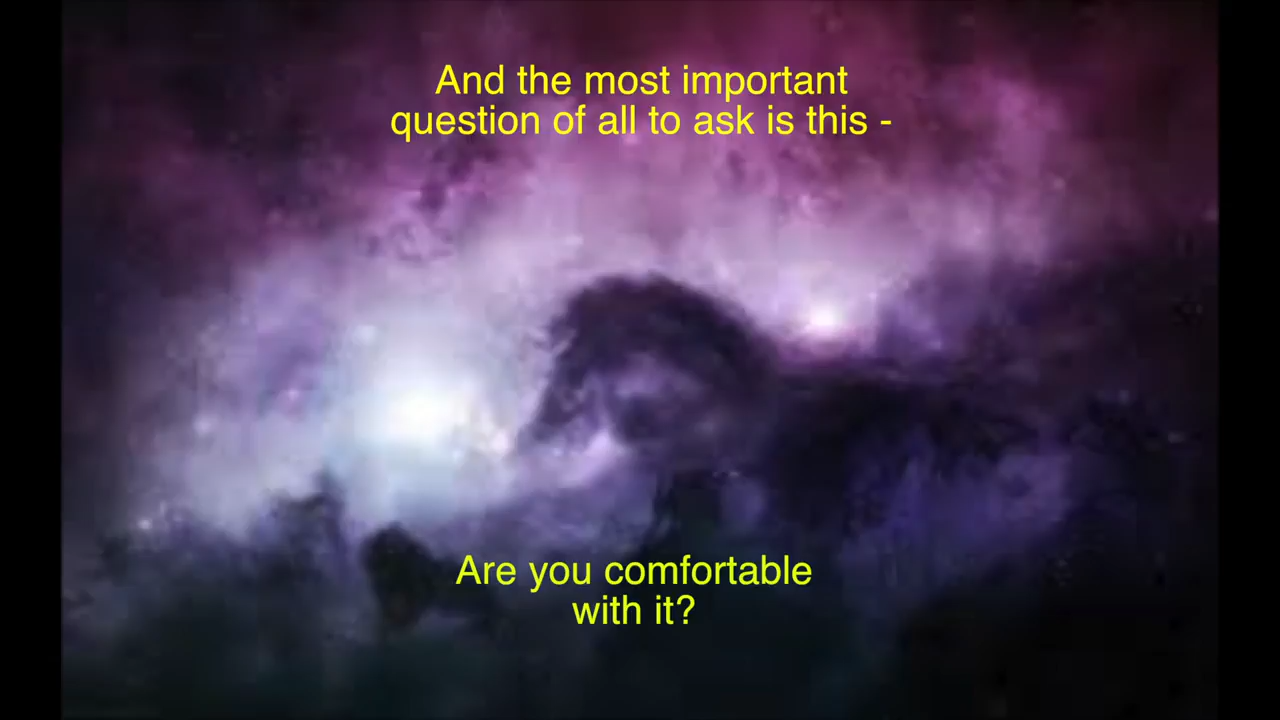 And the most important
question of all to ask is this -
Are you comfortable
with it?